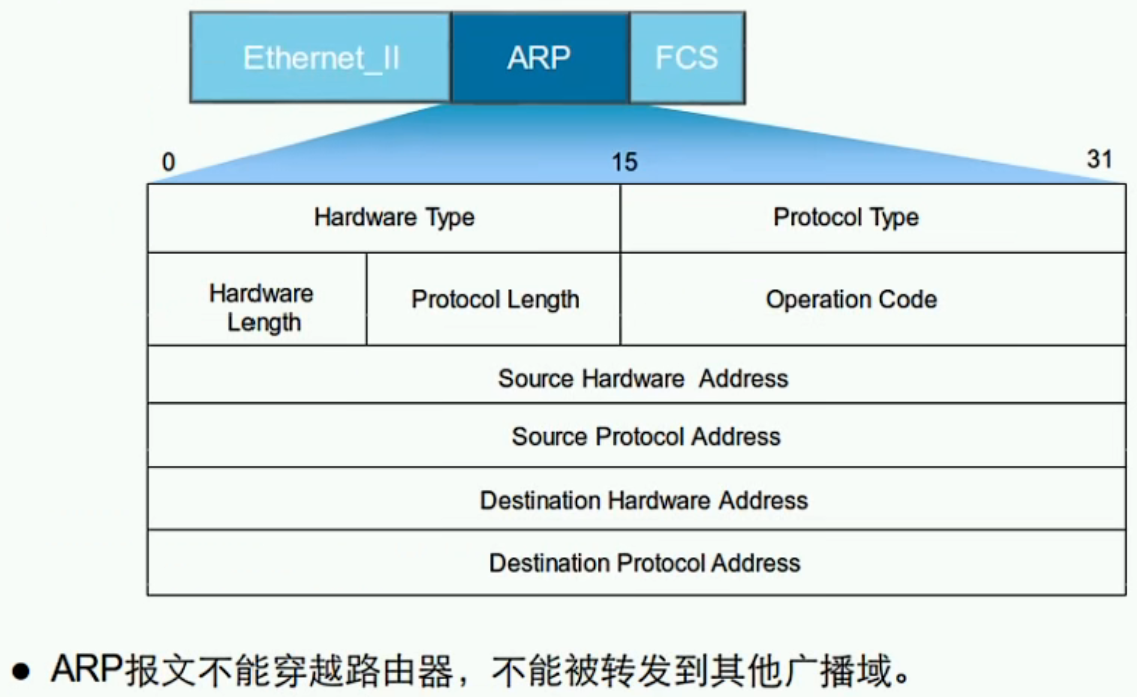 Ethernet_II ARP FCS
0 15 31
Hardware Type Protocol Type
Hardware Length Protocol Length Operation Code
Source Hardware Address
Source Protocol Address
Destination Hardware Address
Destination Protocol Address
● ARP报文不能穿越路由器，不能被转发到其他广播域。